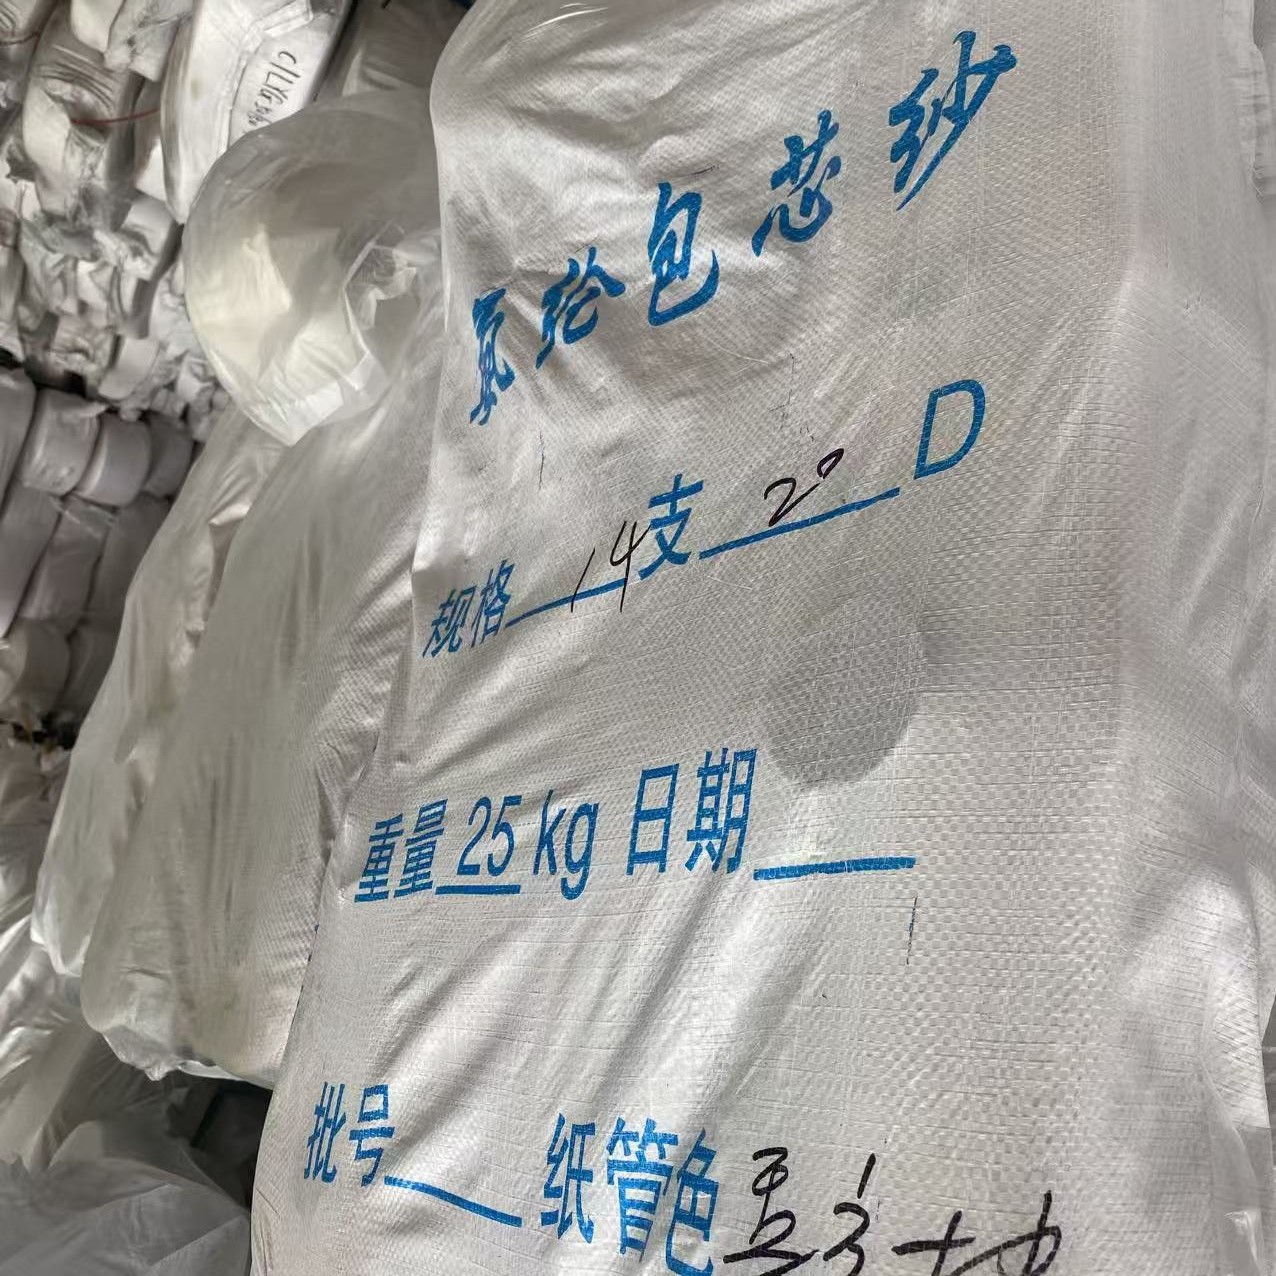 氨纶包芯纱
规格 14支 20 D
重量 25 kg 日期
批号 纸管色